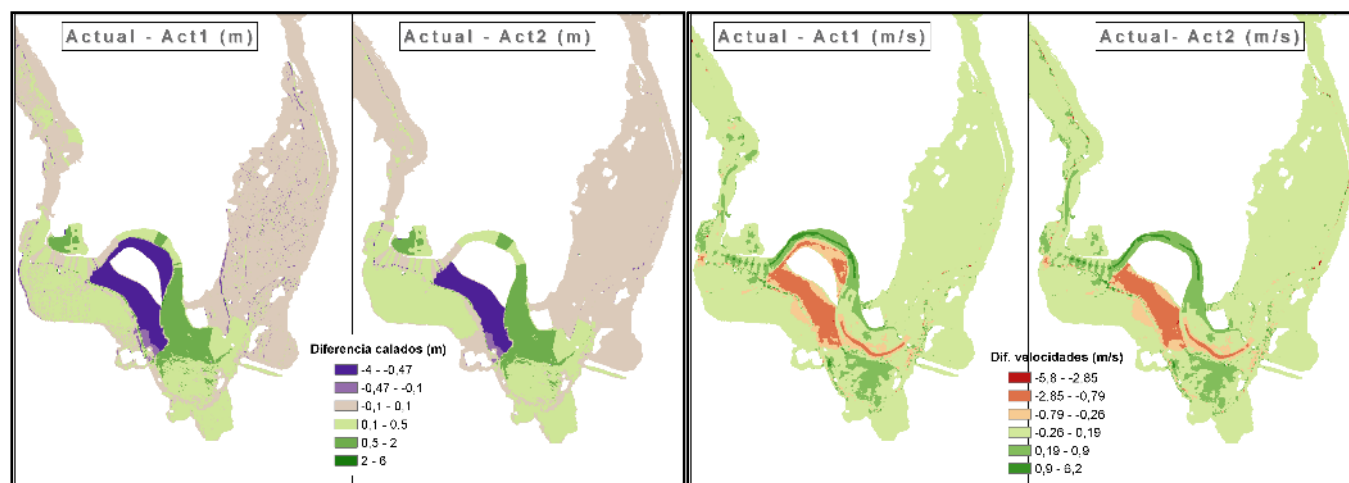 Actual - Act1 (m)
Actual - Act2 (m)
Actual - Act1 (m/s)
Actual- Act2 (m/s)
Diferencia calados (m)
-4 - -0,47
-0,47 - -0,1
-0,1 - 0,1
0,1 - 0,5
0,5 - 2
2 - 6
Dif. velocidades (m/s)
-5,8 - -2,85
-2,85 - -0,79
-0,79 - -0,26
-0,26 - 0,19
0,19 - 0,9
0,9 - 6,2